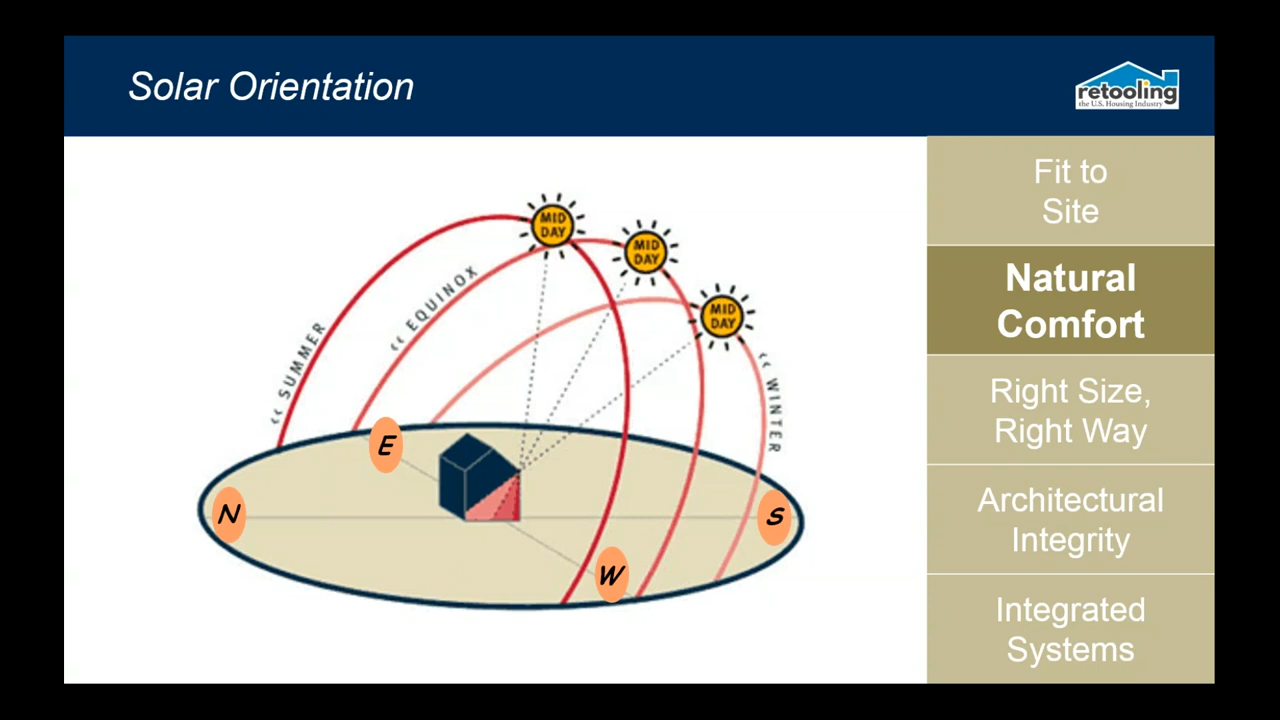 Solar Orientation
retooling
the U.S. Housing Industry
MID
DAY
MID
DAY
MID
DAY
<< SUMMER
<< EQUINOX
<< WINTER
E
N
S
W
Fit to
Site
Natural
Comfort
Right Size,
Right Way
Architectural
Integrity
Integrated
Systems